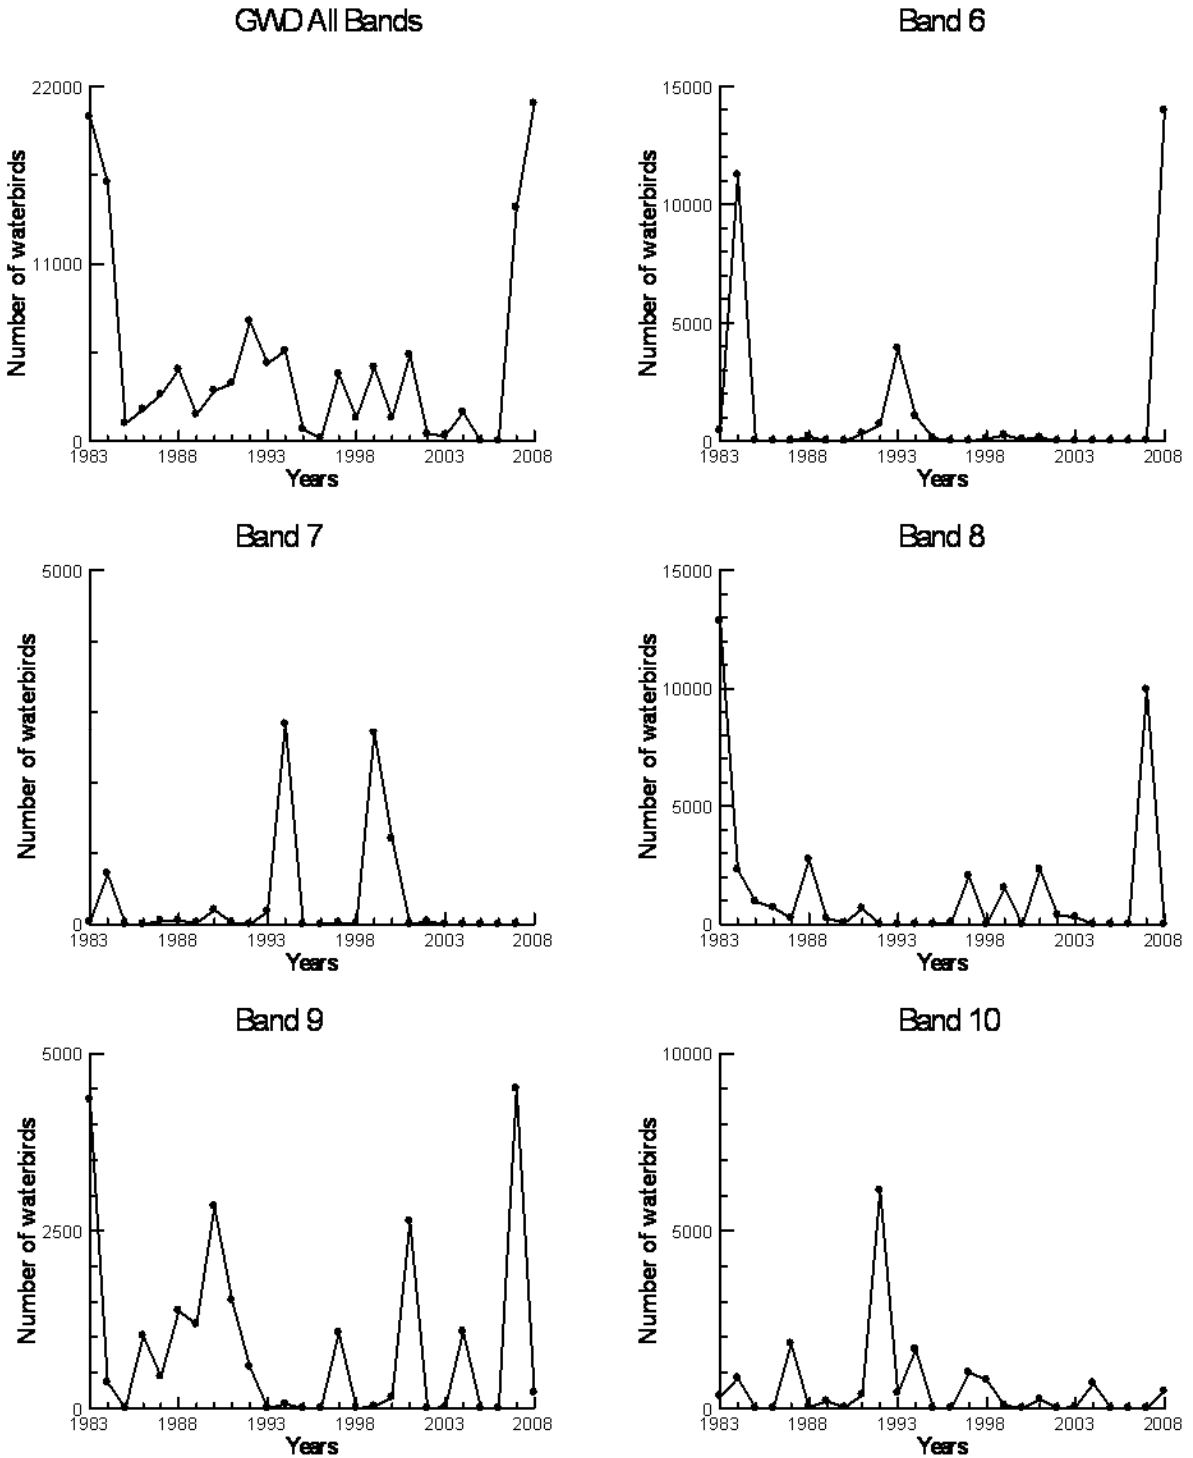 GWD All Bands
22000
11000
0
Number of waterbirds
1983 1988 1993 1998 2003 2008
Years
Band 6
15000
10000
5000
0
Number of waterbirds
1983 1988 1993 1998 2003 2008
Years
Band 7
5000
0
Number of waterbirds
1983 1988 1993 1998 2003 2008
Years
Band 8
15000
10000
5000
0
Number of waterbirds
1983 1988 1993 1998 2003 2008
Years
Band 9
5000
2500
0
Number of waterbirds
1983 1988 1993 1998 2003 2008
Years
Band 10
10000
5000
0
Number of waterbirds
1983 1988 1993 1998 2003 2008
Years